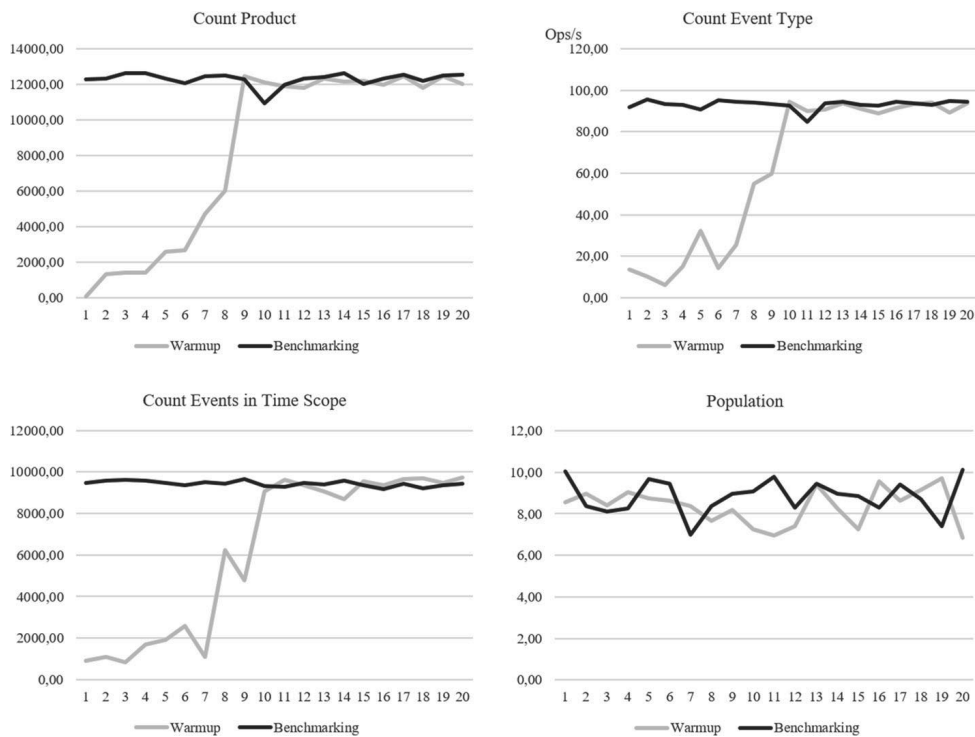 Count Product
14000,00
12000,00
10000,00
8000,00
6000,00
4000,00
2000,00
0,00
1 2 3 4 5 6 7 8 9 10 11 12 13 14 15 16 17 18 19 20
Warmup Benchmarking
Count Event Type
Ops/s
120,00
100,00
80,00
60,00
40,00
20,00
0,00
1 2 3 4 5 6 7 8 9 10 11 12 13 14 15 16 17 18 19 20
Warmup Benchmarking
Count Events in Time Scope
12000,00
10000,00
8000,00
6000,00
4000,00
2000,00
0,00
1 2 3 4 5 6 7 8 9 10 11 12 13 14 15 16 17 18 19 20
Warmup Benchmarking
Population
12,00
10,00
8,00
6,00
4,00
2,00
0,00
1 2 3 4 5 6 7 8 9 10 11 12 13 14 15 16 17 18 19 20
Warmup Benchmarking